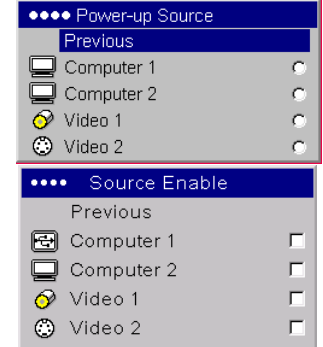 •••• Power-up Source
Previous
Computer 1
Computer 2
Video 1
Video 2
•••• Source Enable
Previous
Computer 1
Computer 2
Video 1
Video 2